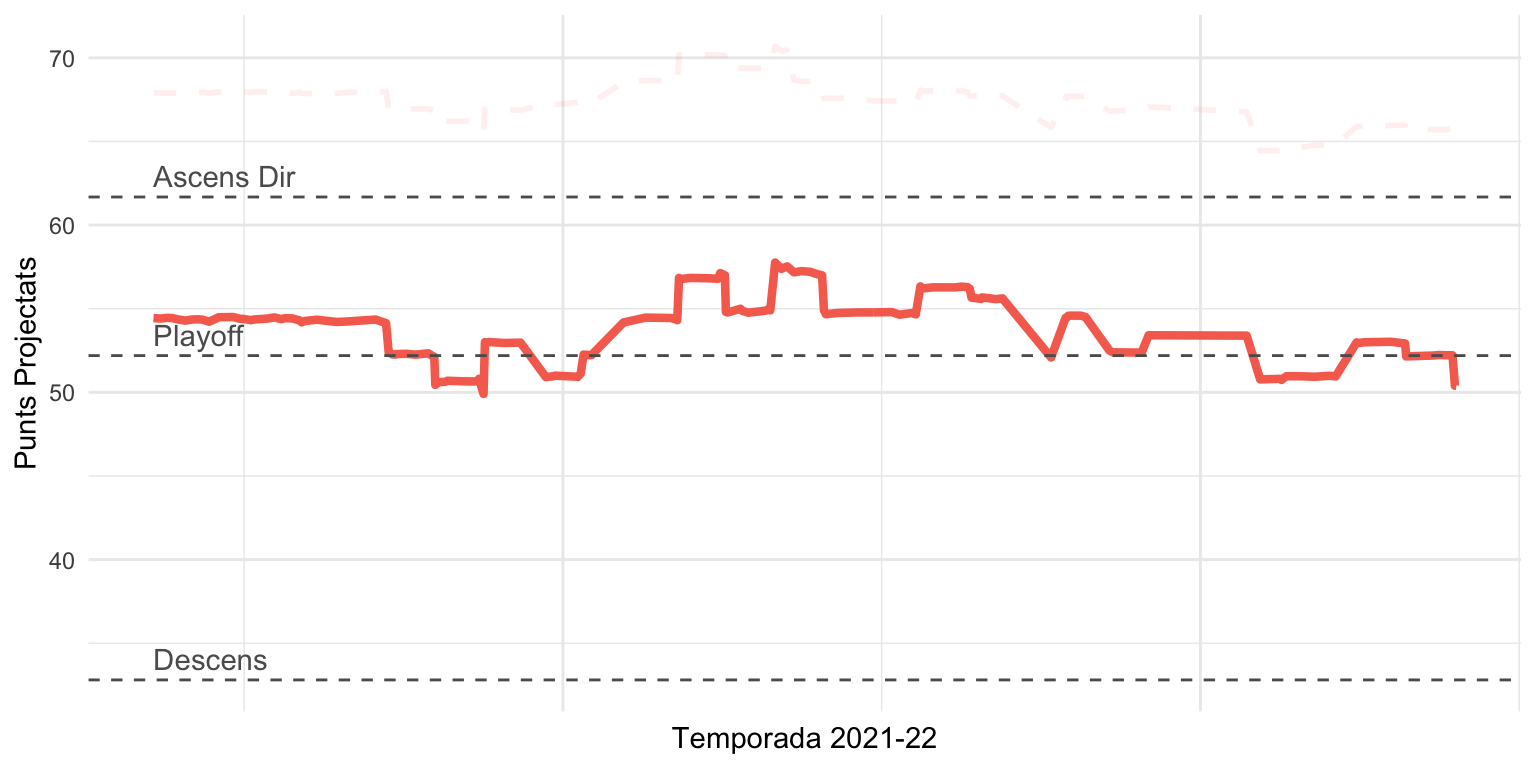 70
Ascens Dir
60
Playoff
50
40
Descens
Punts Projectats
Temporada 2021-22